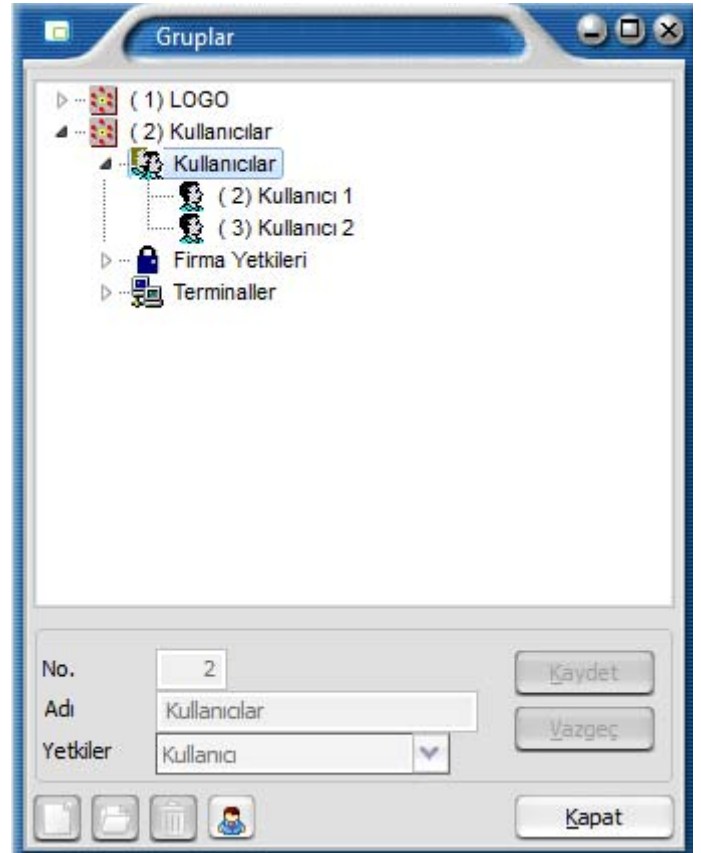 Gruplar
( 1) LOGO
( 2) Kullanıcılar
Kullanıcılar
( 2) Kullanıcı 1
( 3) Kullanıcı 2
Firma Yetkileri
Terminaller
No. 2 Kaydet
Adı Kullanıcılar Vazgeç
Yetkiler Kullanıcı
Kapat